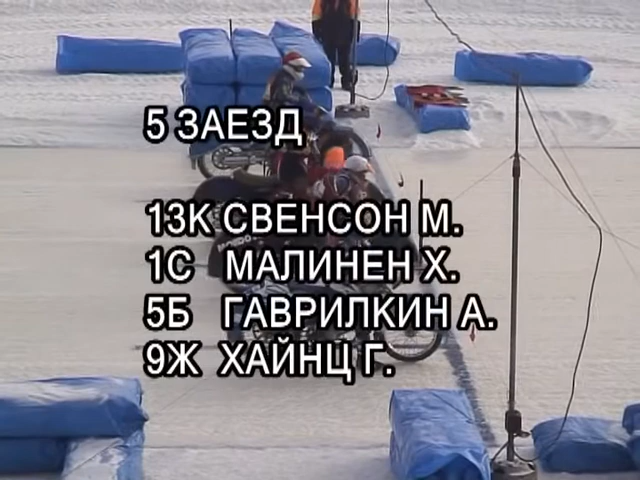 5 ЗАЕЗД
13К СВЕНСОН М.
1С МАЛИНЕН Х.
5Б ГАВРИЛКИН А.
9Ж ХАЙНЦ Г.